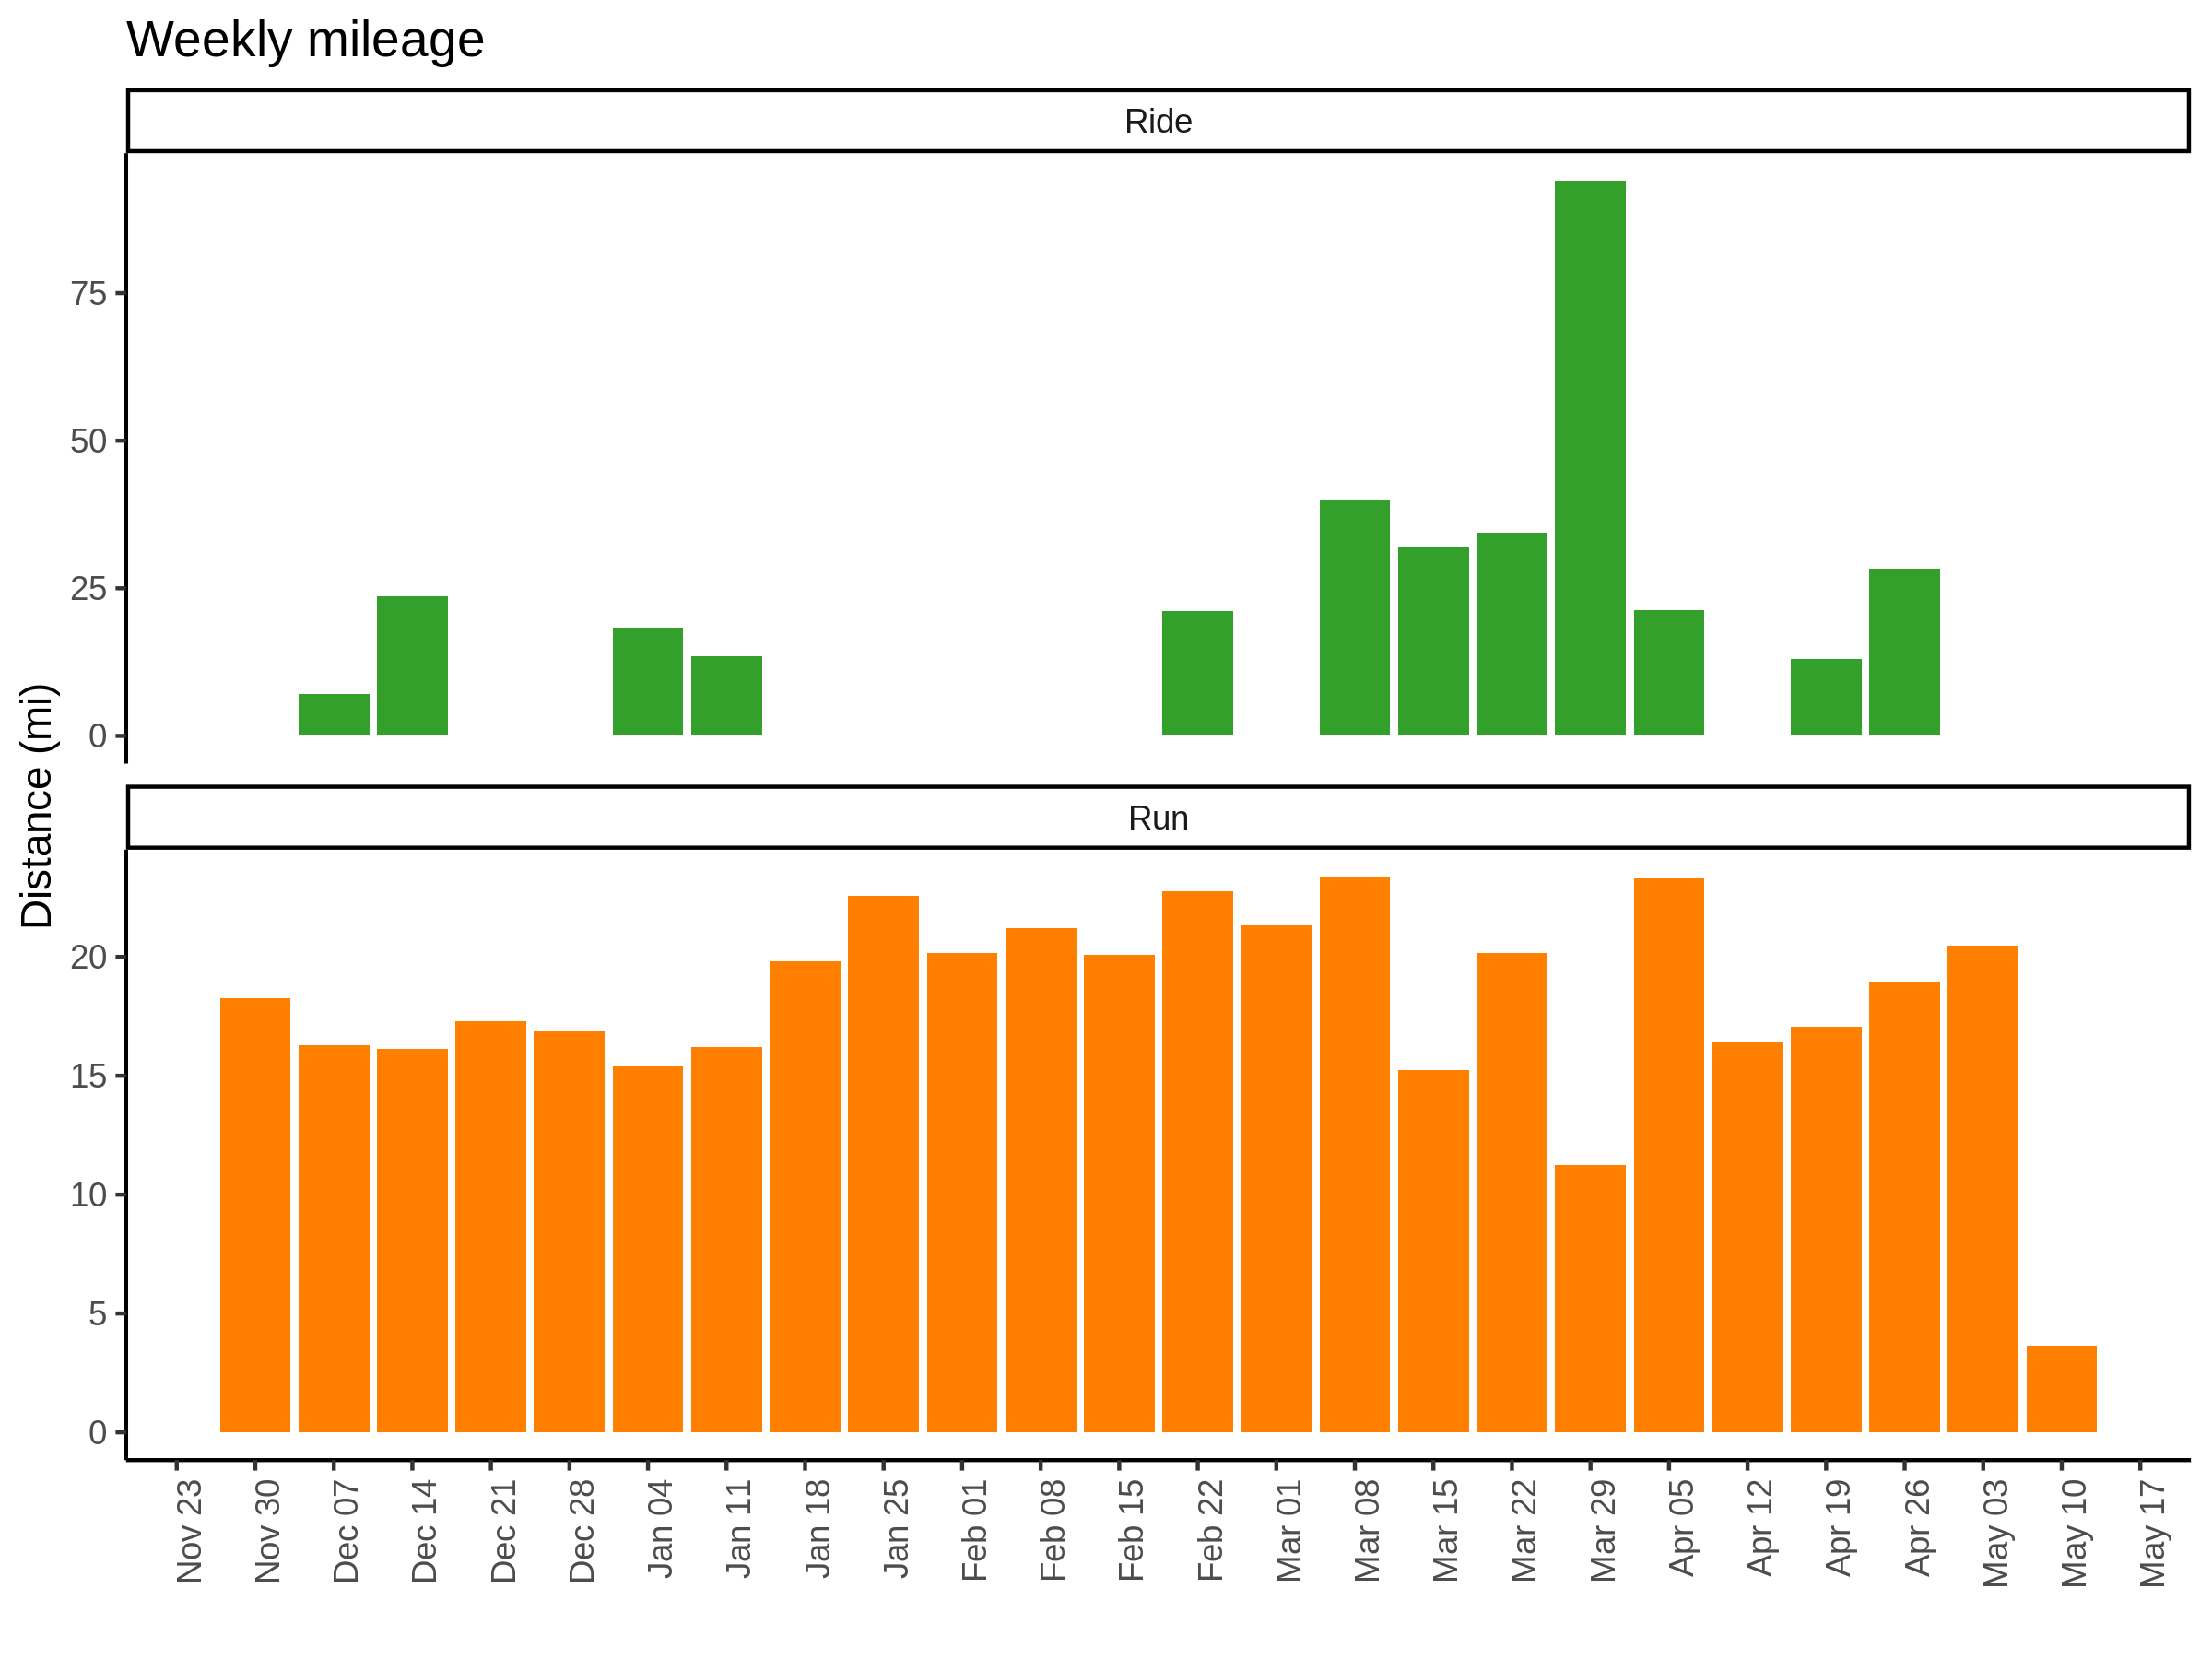 Weekly mileage
Ride
75
50
25
0
Distance (mi)
Run
20
15
10
5
0
Nov 23
Nov 30
Dec 07
Dec 14
Dec 21
Dec 28
Jan 04
Jan 11
Jan 18
Jan 25
Feb 01
Feb 08
Feb 15
Feb 22
Mar 01
Mar 08
Mar 15
Mar 22
Mar 29
Apr 05
Apr 12
Apr 19
Apr 26
May 03
May 10
May 17